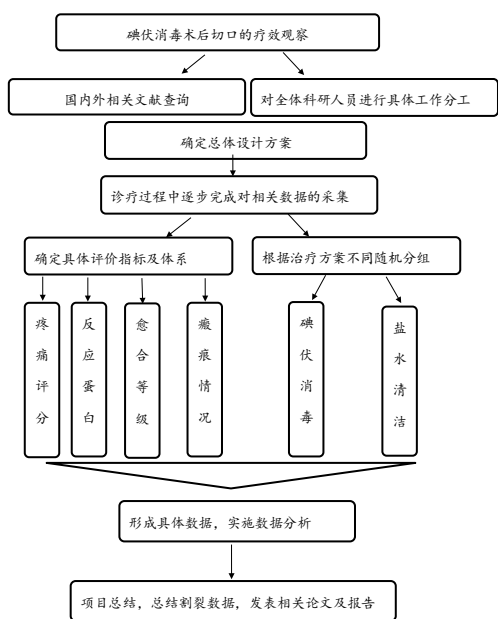 碘伏消毒术后切口的疗效观察
国内外相关文献查询
对全体科研人员进行具体工作分工
确定总体设计方案
诊疗过程中逐步完成对相关数据的采集
确定具体评价指标及体系
根据治疗方案不同随机分组
疼痛评分
反应蛋白
愈合等级
瘢痕情况
碘伏消毒
盐水清洁
形成具体数据，实施数据分析
项目总结，总结割裂数据，发表相关论文及报告